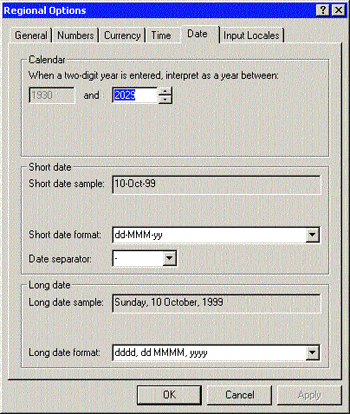 Regional Options
General Numbers Currency Time Date Input Locales
Calendar
When a two-digit year is entered, interpret as a year between:
1930 and 2029
Short date
Short date sample: 10-Oct-99
Short date format: dd-MMM-yy
Date separator: -
Long date
Long date sample: Sunday, 10 October, 1999
Long date format: dddd, dd MMMM, yyyy
OK Cancel Apply